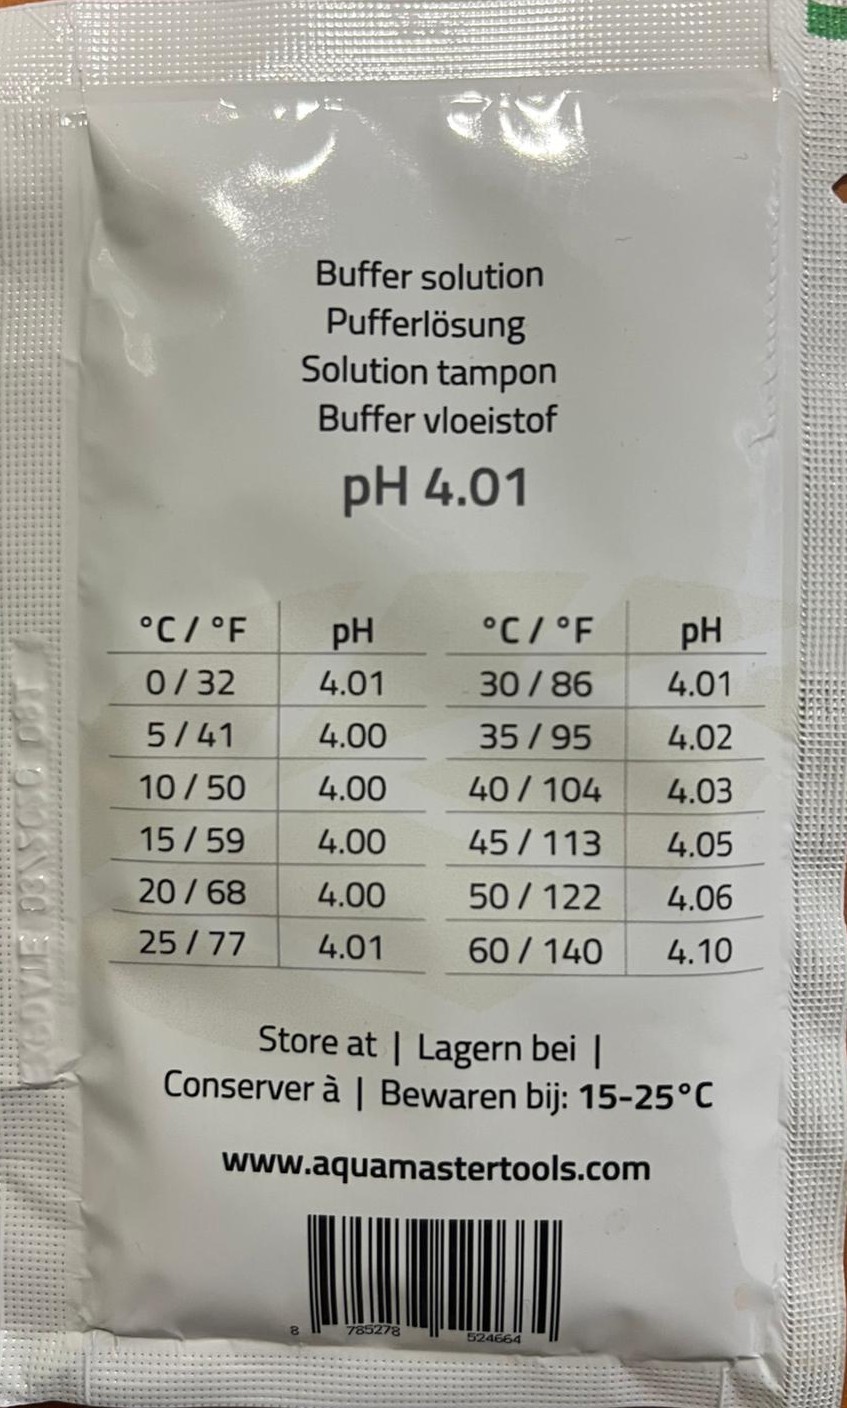 Buffer solution
Pufferlösung
Solution tampon
Buffer vloeistof
pH 4.01
°C / °F pH °C / °F pH
0 / 32 4.01 30 / 86 4.01
5 / 41 4.00 35 / 95 4.02
10 / 50 4.00 40 / 104 4.03
15 / 59 4.00 45 / 113 4.05
20 / 68 4.00 50 / 122 4.06
25 / 77 4.01 60 / 140 4.10
Store at | Lagern bei |
Conserver à | Bewaren bij: 15-25°C
www.aquamastertools.com
8 785278 524664